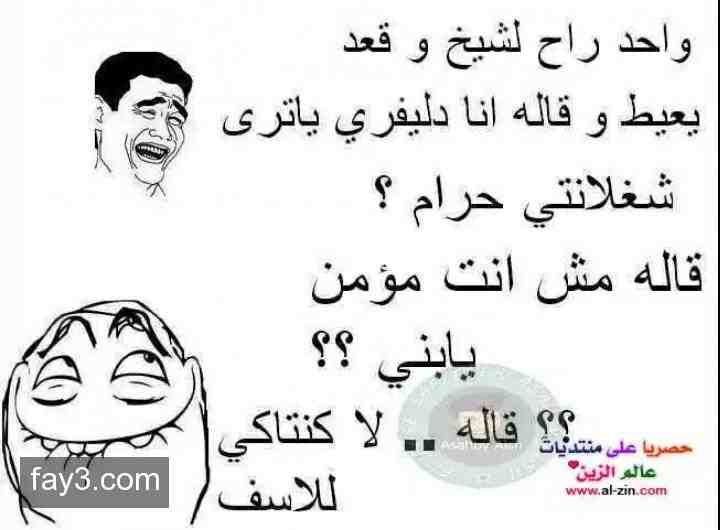 واحد راح لشيخ و قعد
يعيط و قاله انا دليفري ياترى
شغلانتي حرام ؟
قاله مش انت مؤمن
يابني ؟؟
؟؟ قاله .. لا كنتاكي
للاسف
حصريا على منتديات
عالم الزين
www.al-zin.com
fay3.com